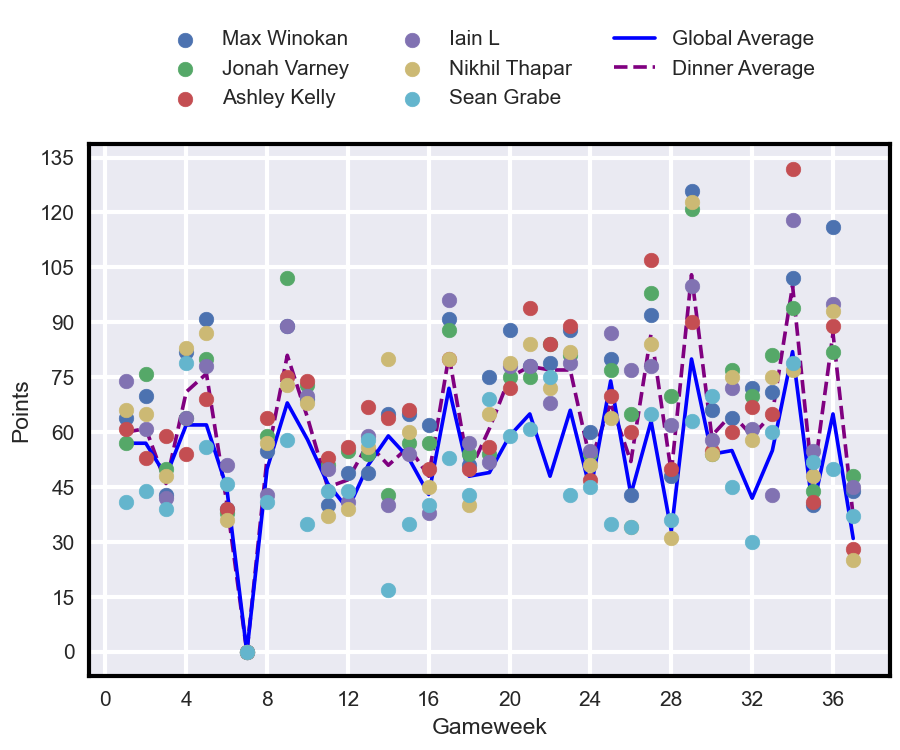 Max Winokan
Jonah Varney
Ashley Kelly
Iain L
Nikhil Thapar
Sean Grabe
Global Average
Dinner Average
135
120
105
90
75
60
45
30
15
0
Points
0 4 8 12 16 20 24 28 32 36
Gameweek